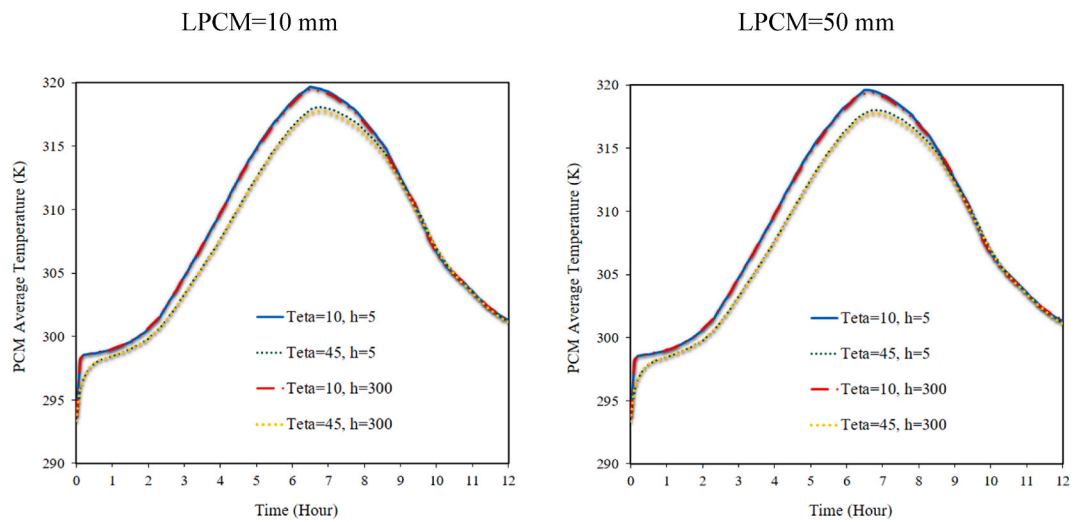 LPCM=10 mm
PCM Average Temperature (K)
320
315
310
305
300
295
290
Teta=10, h=5
Teta=45, h=5
Teta=10, h=300
Teta=45, h=300
0 1 2 3 4 5 6 7 8 9 10 11 12
Time (Hour)
LPCM=50 mm
PCM Average Temperature (K)
320
315
310
305
300
295
290
Teta=10, h=5
Teta=45, h=5
Teta=10, h=300
Teta=45, h=300
0 1 2 3 4 5 6 7 8 9 10 11 12
Time (Hour)